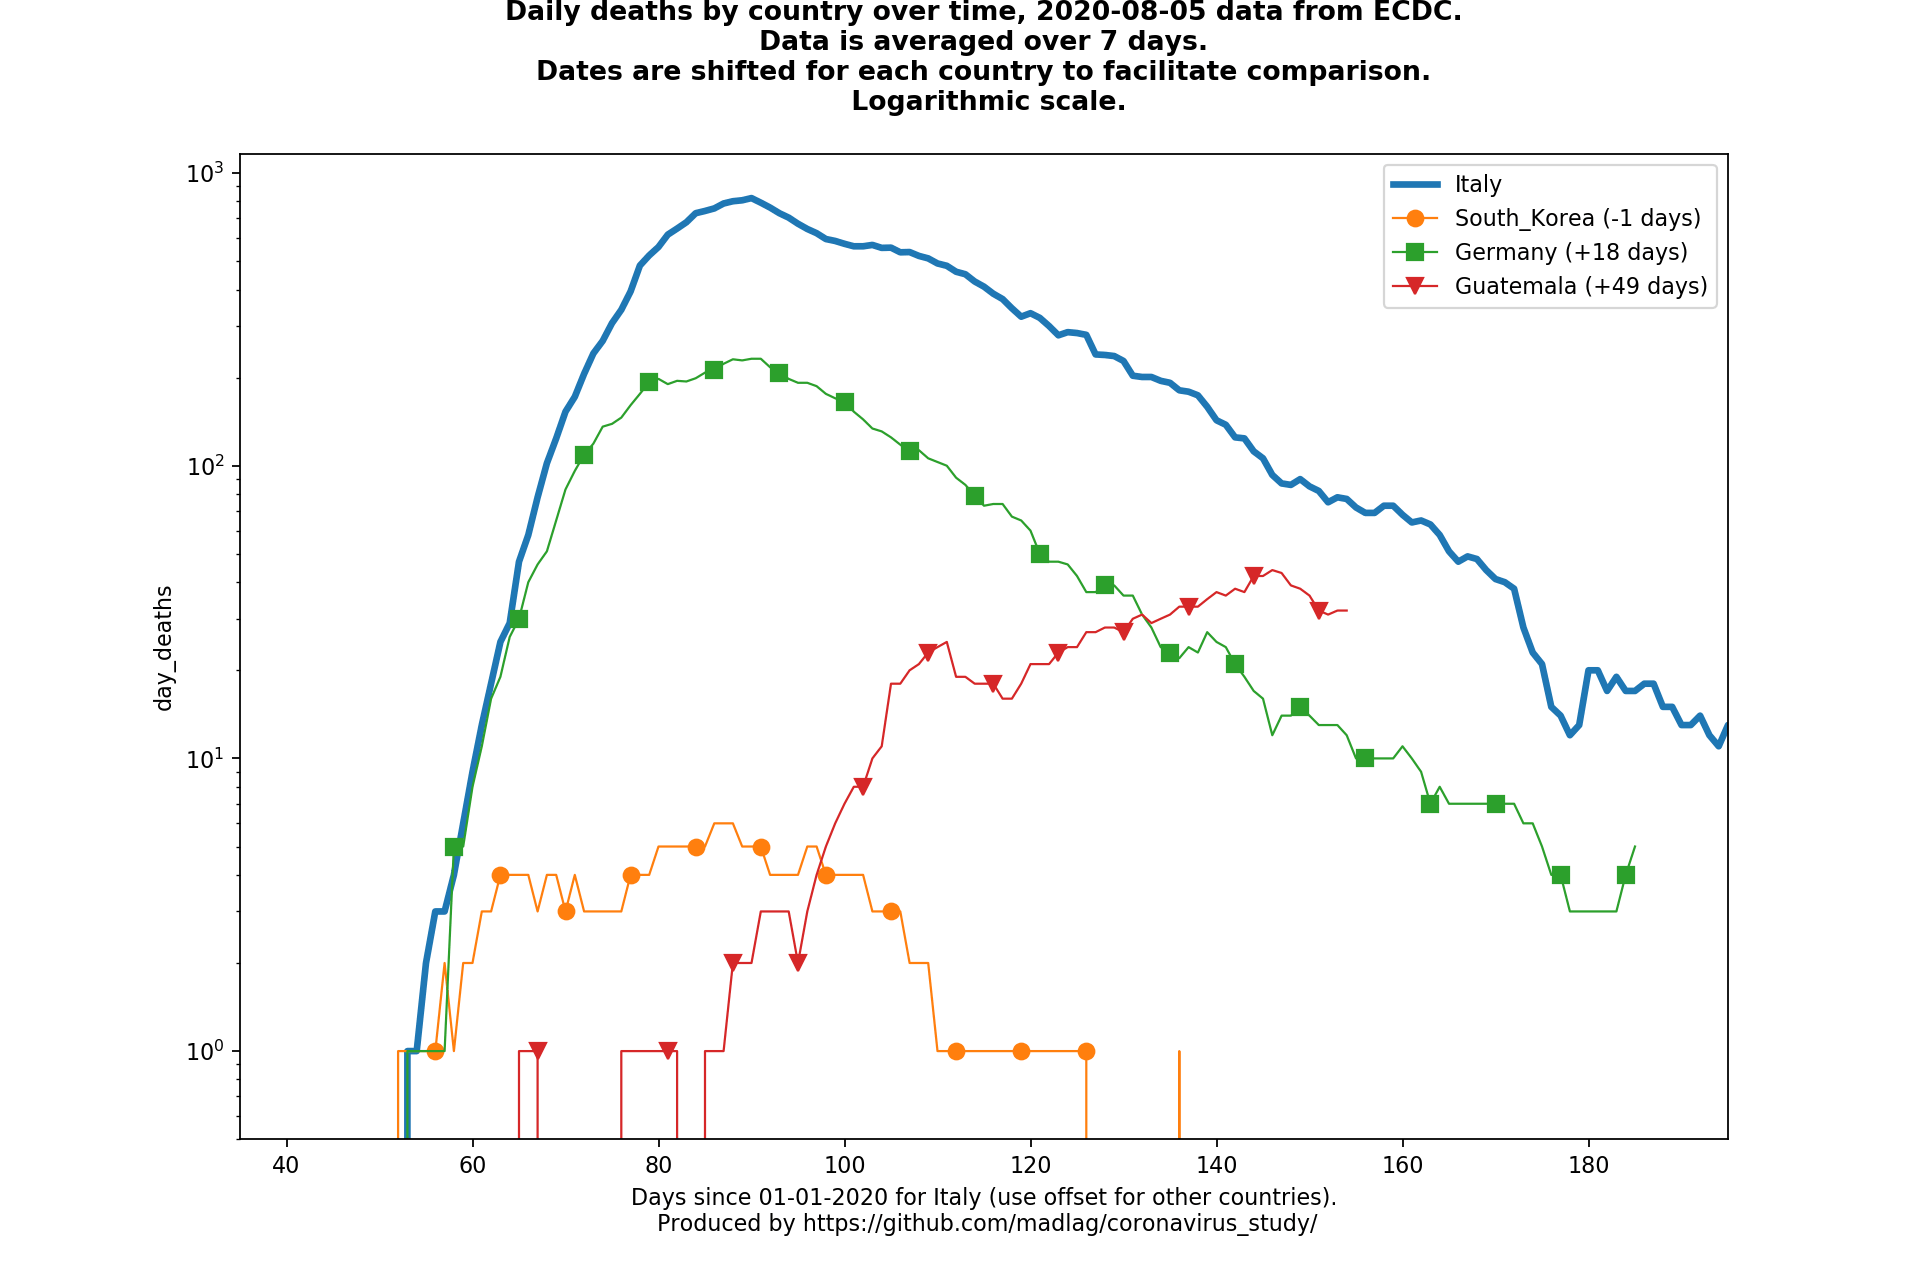 Daily deaths by country over time, 2020-08-05 data from ECDC.
Data is averaged over 7 days.
Dates are shifted for each country to facilitate comparison.
Logarithmic scale.
10³
10²
10¹
10⁰
day_deaths
Italy
South_Korea (-1 days)
Germany (+18 days)
Guatemala (+49 days)
40 60 80 100 120 140 160 180
Days since 01-01-2020 for Italy (use offset for other countries).
Produced by https://github.com/madlag/coronavirus_study/